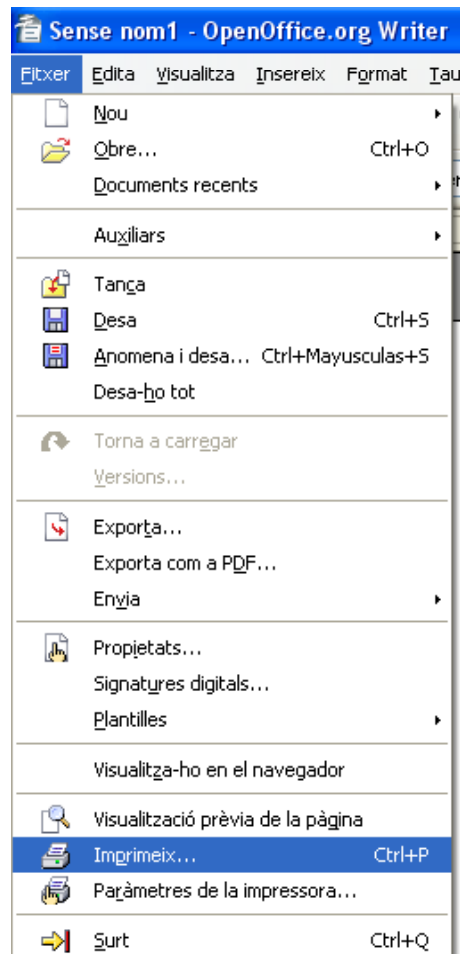 Sense nom1 - OpenOffice.org Writer
Fitxer Edita Visualitza Insereix Format Tau
Nou
Obre... Ctrl+O
Documents recents
Auxiliars
Tanca
Desa Ctrl+S
Anomena i desa... Ctrl+Mayusculas+S
Desa-ho tot
Torna a carregar
Versions...
Exporta...
Exporta com a PDF...
Envia
Propietats...
Signatures digitals...
Plantilles
Visualitza-ho en el navegador
Visualització prèvia de la pàgina
Imprimeix... Ctrl+P
Paràmetres de la impressora...
Surt Ctrl+Q